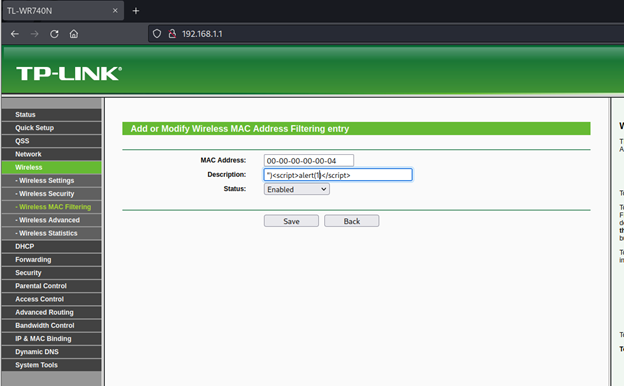 TL-WR740N
192.168.1.1
TP-LINK®
Status
Quick Setup
QSS
Network
Wireless
- Wireless Settings
- Wireless Security
- Wireless MAC Filtering
- Wireless Advanced
- Wireless Statistics
DHCP
Forwarding
Security
Parental Control
Access Control
Advanced Routing
Bandwidth Control
IP & MAC Binding
Dynamic DNS
System Tools
Add or Modify Wireless MAC Address Filtering entry
MAC Address: 00-00-00-00-00-04
Description: ")<script>alert(1)</script>
Status: Enabled
Save Back